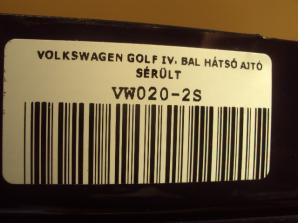 VOLKSWAGEN GOLF IV. BAL HÁTSÓ AJTÓ
SÉRÜLT
VW020-2S